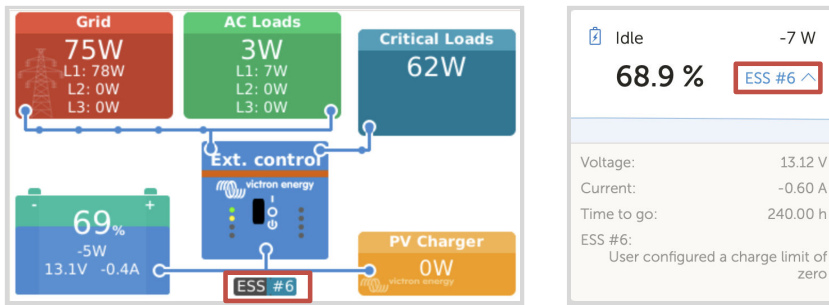 Grid
75W
L1: 78W
L2: 0W
L3: 0W
AC Loads
3W
L1: 7W
L2: 0W
L3: 0W
Critical Loads
62W
Ext. control
victron energy
I
O
- +
69%
-5W
13.1V -0.4A
ESS #6
PV Charger
0W
victron energy
Idle -7 W
68.9 % ESS #6
Voltage: 13.12 V
Current: -0.60 A
Time to go: 240.00 h
ESS #6:
User configured a charge limit of
zero